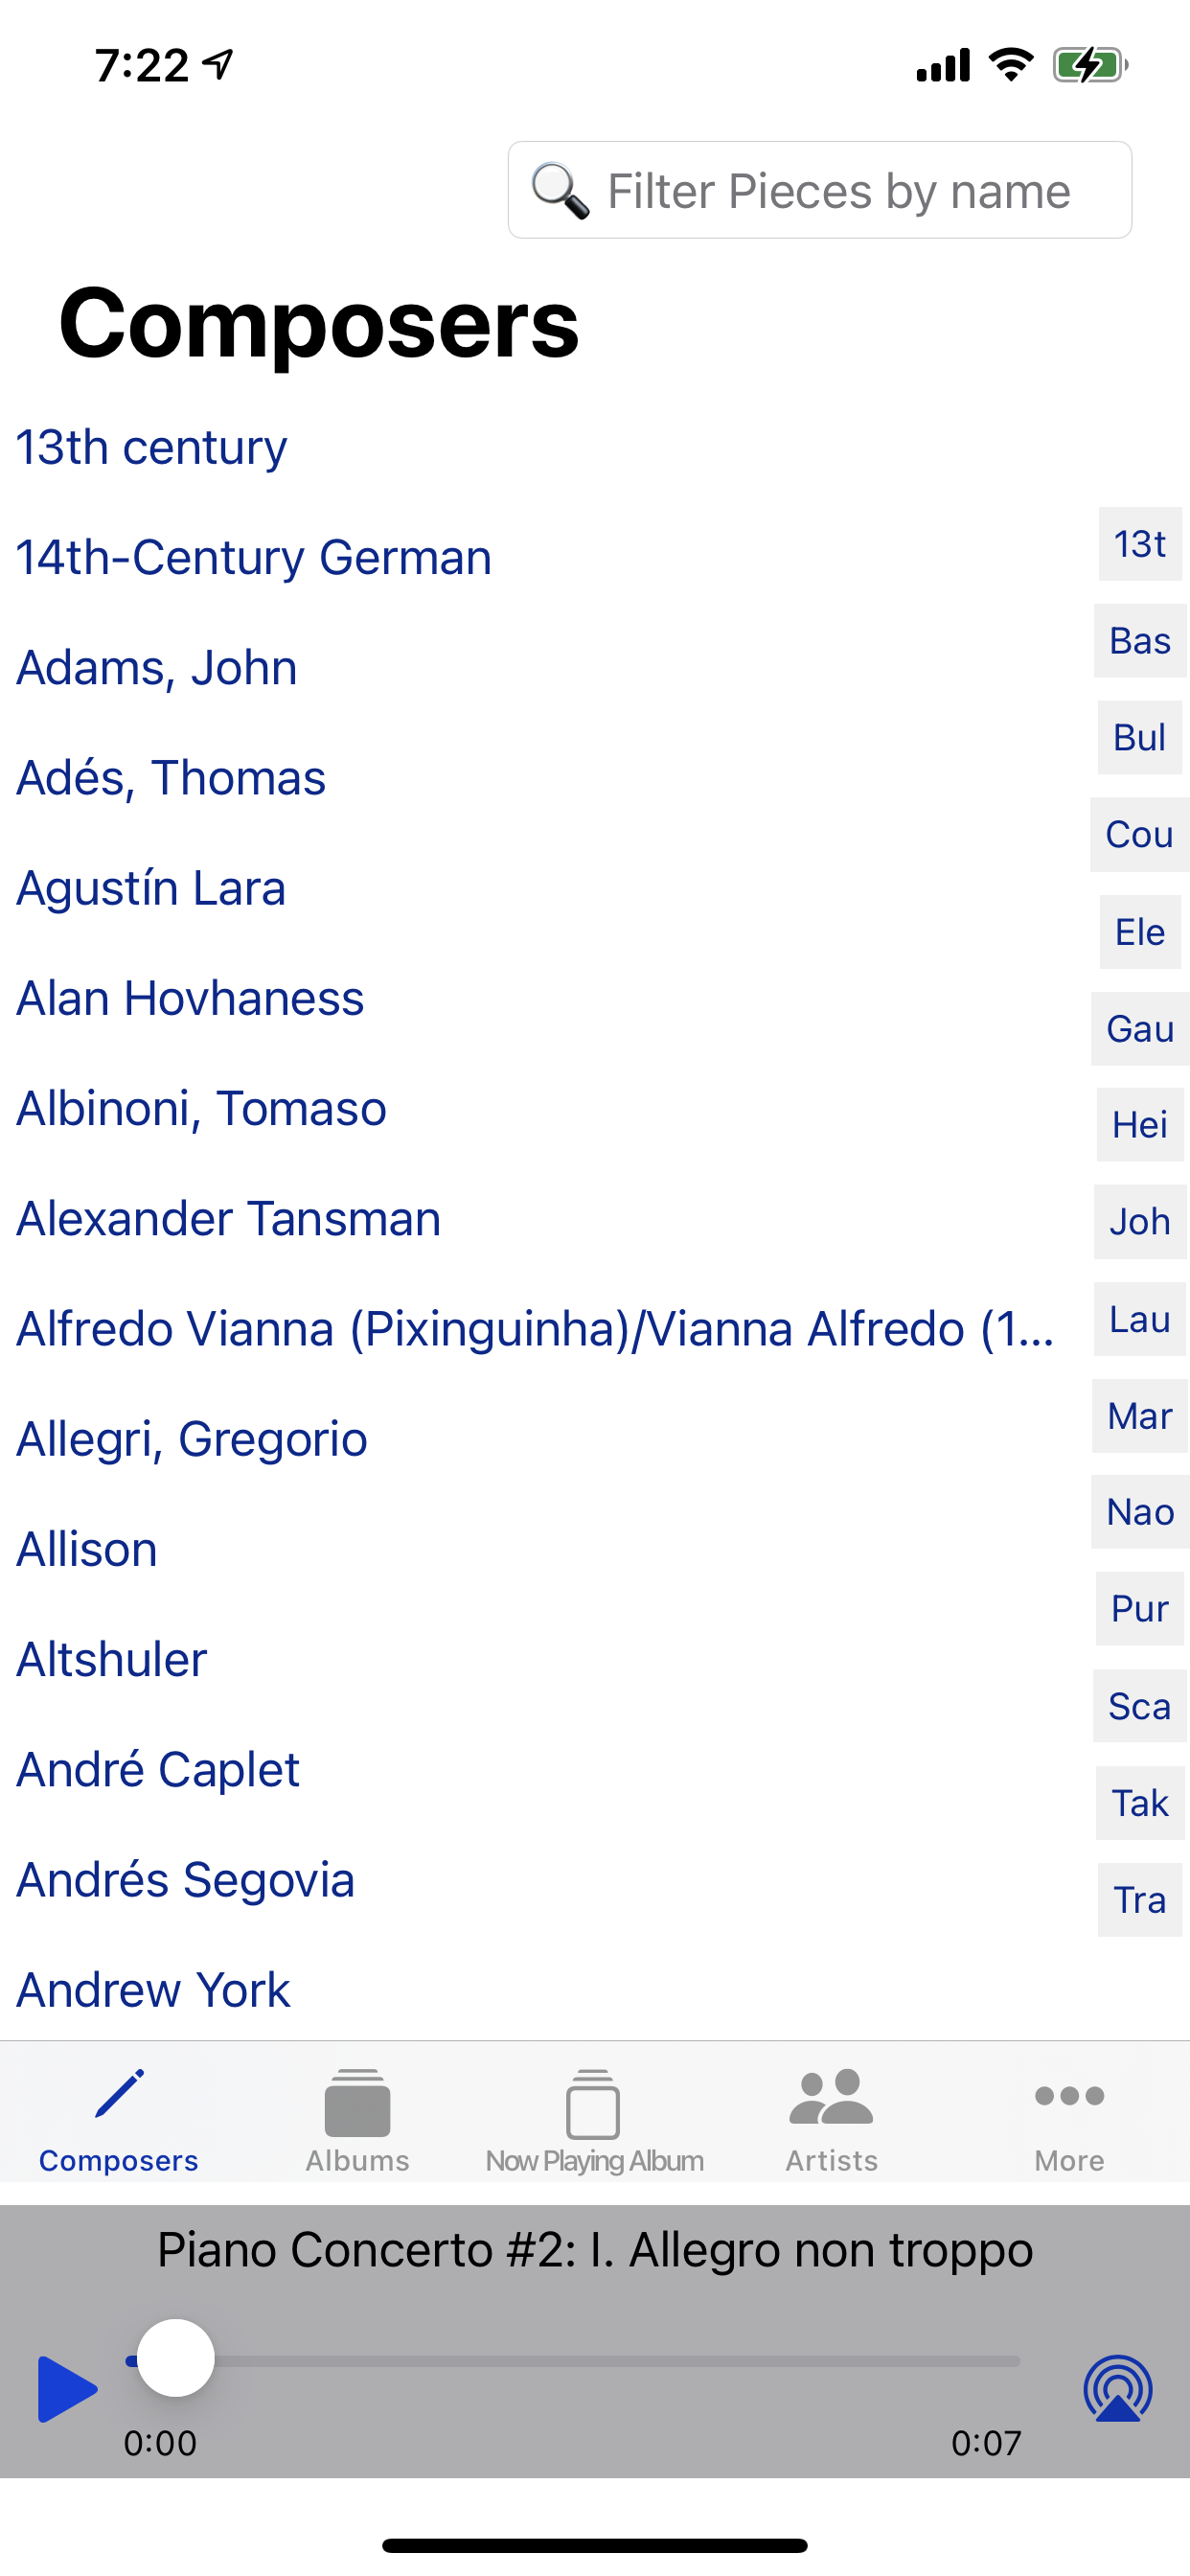 7:22
Filter Pieces by name
Composers
13th century
14th-Century German
Adams, John
Adés, Thomas
Agustín Lara
Alan Hovhaness
Albinoni, Tomaso
Alexander Tansman
Alfredo Vianna (Pixinguinha)/Vianna Alfredo (1...
Allegri, Gregorio
Allison
Altshuler
André Caplet
Andrés Segovia
Andrew York
13t
Bas
Bul
Cou
Ele
Gau
Hei
Joh
Lau
Mar
Nao
Pur
Sca
Tak
Tra
Composers
Albums
Now Playing Album
Artists
More
Piano Concerto #2: I. Allegro non troppo
0:00
0:07